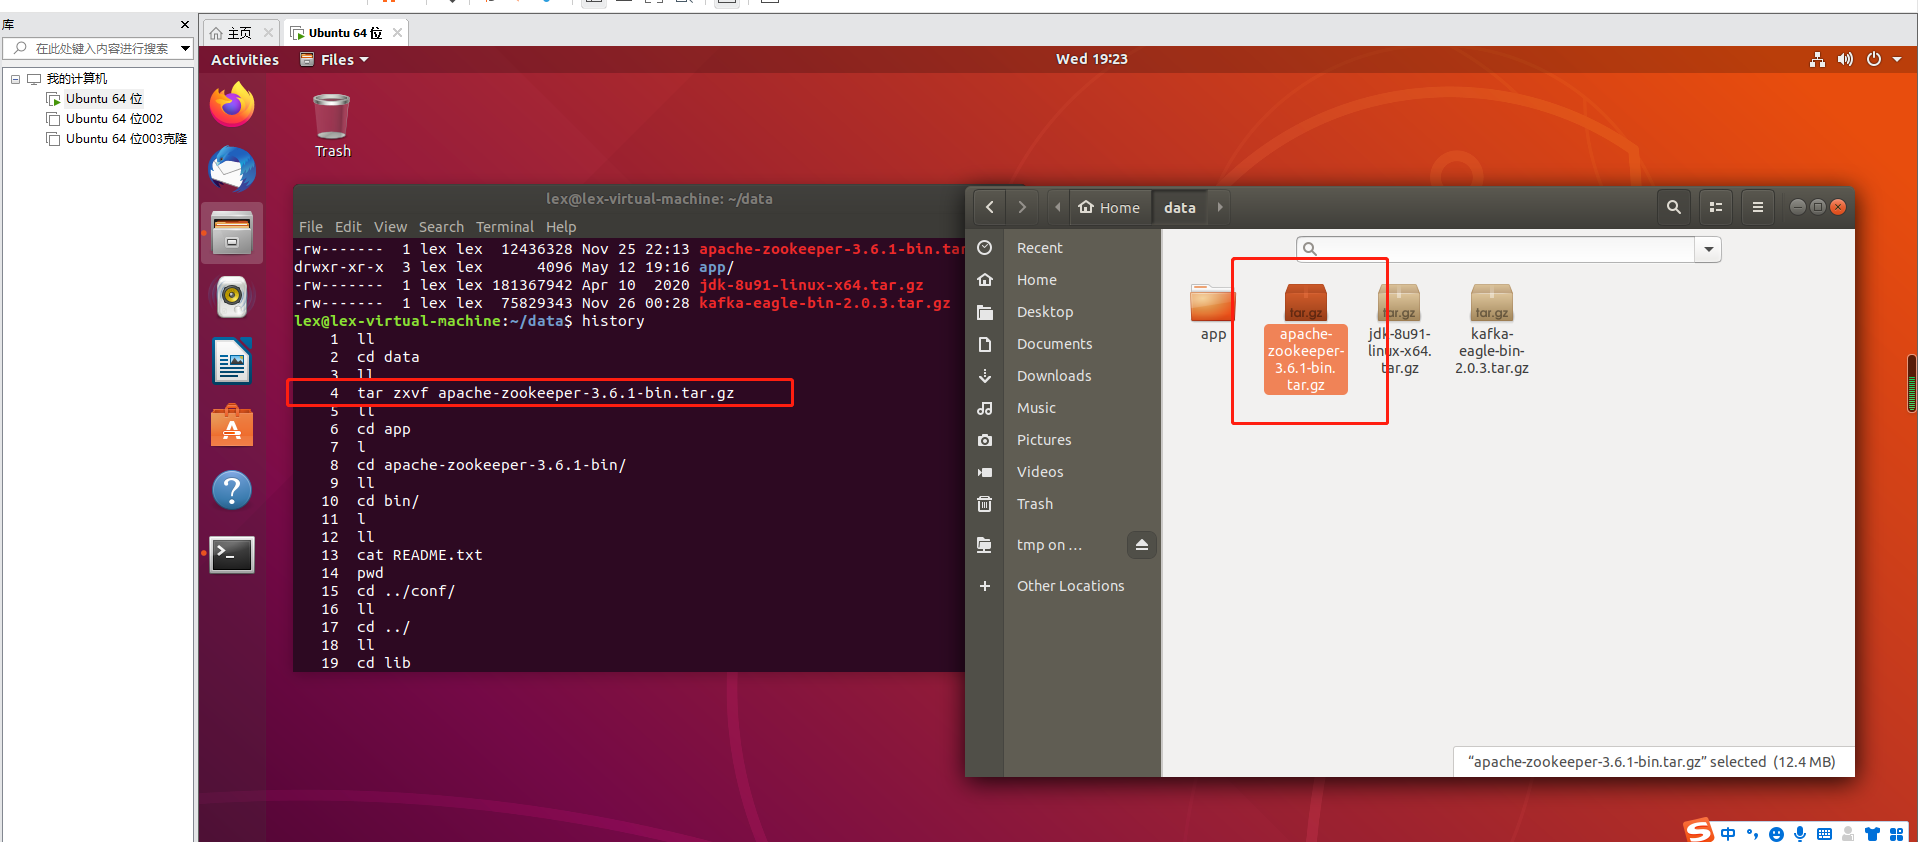 库
主页
Ubuntu 64 位
在此处键入内容进行搜索
我的计算机
Ubuntu 64 位
Ubuntu 64 位002
Ubuntu 64 位003克隆
Activities
Files
Wed 19:23
Trash
lex@lex-virtual-machine: ~/data
File Edit View Search Terminal Help
-rw-------  1 lex lex  12436328 Nov 25 22:13 apache-zookeeper-3.6.1-bin.tar
drwxr-xr-x  3 lex lex      4096 May 12 19:16 app/
-rw-------  1 lex lex 181367942 Apr 10  2020 jdk-8u91-linux-x64.tar.gz
-rw-------  1 lex lex  75829343 Nov 26 00:28 kafka-eagle-bin-2.0.3.tar.gz
lex@lex-virtual-machine:~/data$ history
1  ll
2  cd data
3  ll
4  tar zxvf apache-zookeeper-3.6.1-bin.tar.gz
5  ll
6  cd app
7  l
8  cd apache-zookeeper-3.6.1-bin/
9  ll
10  cd bin/
11  l
12  ll
13  cat README.txt
14  pwd
15  cd ../conf/
16  ll
17  cd ../
18  ll
19  cd lib
Home
data
Recent
Home
Desktop
Documents
Downloads
Music
Pictures
Videos
Trash
tmp on …
Other Locations
app
tar.gz
apache-
zookeeper-
3.6.1-bin.
tar.gz
tar.gz
jdk-8u91-
linux-x64.
tar.gz
tar.gz
kafka-
eagle-bin-
2.0.3.tar.gz
“apache-zookeeper-3.6.1-bin.tar.gz” selected (12.4 MB)
中